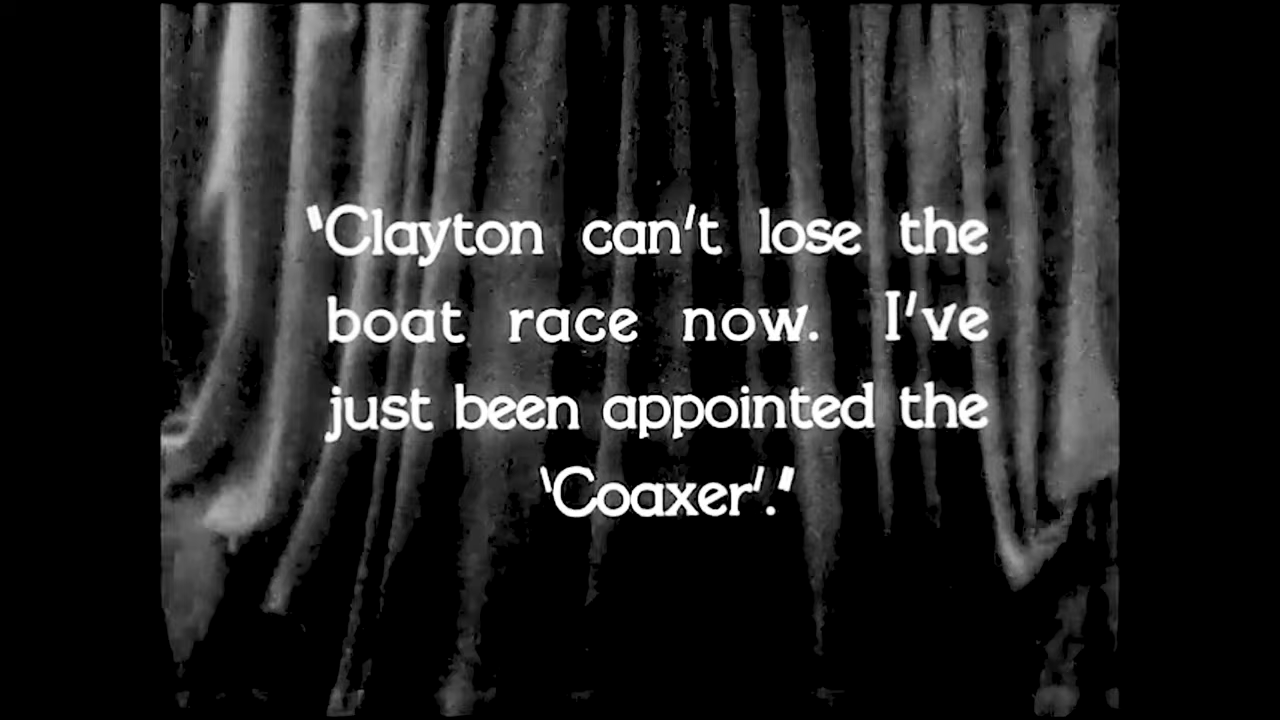 "Clayton can't lose the
boat race now. I've
just been appointed the
'Coaxer'."